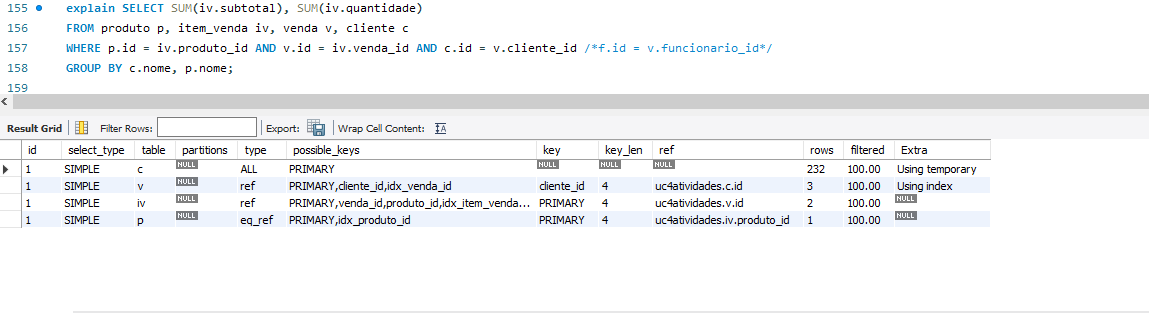 155 explain SELECT SUM(iv.subtotal), SUM(iv.quantidade)
156 FROM produto p, item_venda iv, venda v, cliente c
157 WHERE p.id = iv.produto_id AND v.id = iv.venda_id AND c.id = v.cliente_id /*f.id = v.funcionario_id*/
158 GROUP BY c.nome, p.nome;
159
Result Grid Filter Rows: Export: Wrap Cell Content: IA
id select_type table partitions type possible_keys key key_len ref rows filtered Extra
1 SIMPLE c NULL ALL PRIMARY NULL NULL NULL 232 100.00 Using temporary
1 SIMPLE v NULL ref PRIMARY,cliente_id,idx_venda_id cliente_id 4 uc4atividades.c.id 3 100.00 Using index
1 SIMPLE iv NULL ref PRIMARY,venda_id,produto_id,idx_item_venda... PRIMARY 4 uc4atividades.v.id 2 100.00 NULL
1 SIMPLE p NULL eq_ref PRIMARY,idx_produto_id PRIMARY 4 uc4atividades.iv.produto_id 1 100.00 NULL